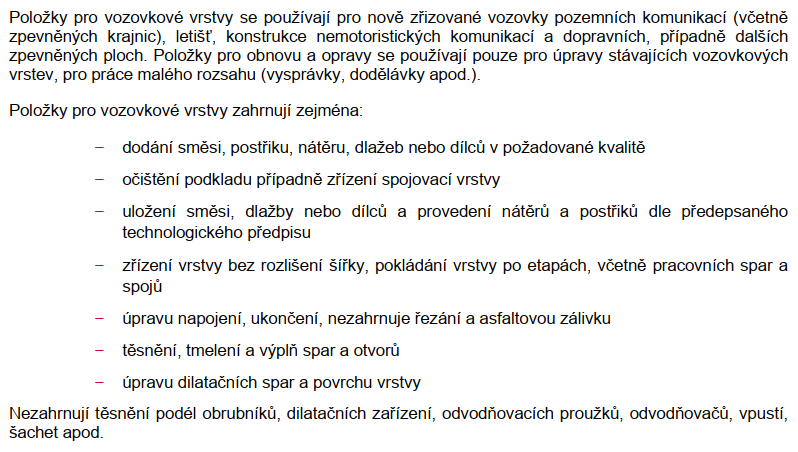 Položky pro vozovkové vrstvy se používají pro nově zřizované vozovky pozemních komunikací (včetně
zpevněných krajnic), letišť, konstrukce nemotoristických komunikací a dopravních, případně dalších
zpevněných ploch. Položky pro obnovu a opravy se používají pouze pro úpravy stávajících vozovkových
vrstev, pro práce malého rozsahu (vysprávky, dodělávky apod.).
Položky pro vozovkové vrstvy zahrnují zejména:
− dodání směsi, postřiku, nátěru, dlažeb nebo dílců v požadované kvalitě
− očištění podkladu případně zřízení spojovací vrstvy
− uložení směsi, dlažby nebo dílců a provedení nátěrů a postřiků dle předepsaného
technologického předpisu
− zřízení vrstvy bez rozlišení šířky, pokládání vrstvy po etapách, včetně pracovních spar a
spojů
− úpravu napojení, ukončení, nezahrnuje řezání a asfaltovou zálivku
− těsnění, tmelení a výplň spar a otvorů
− úpravu dilatačních spar a povrchu vrstvy
Nezahrnují těsnění podél obrubníků, dilatačních zařízení, odvodňovacích proužků, odvodňovačů, vpustí,
šachet apod.